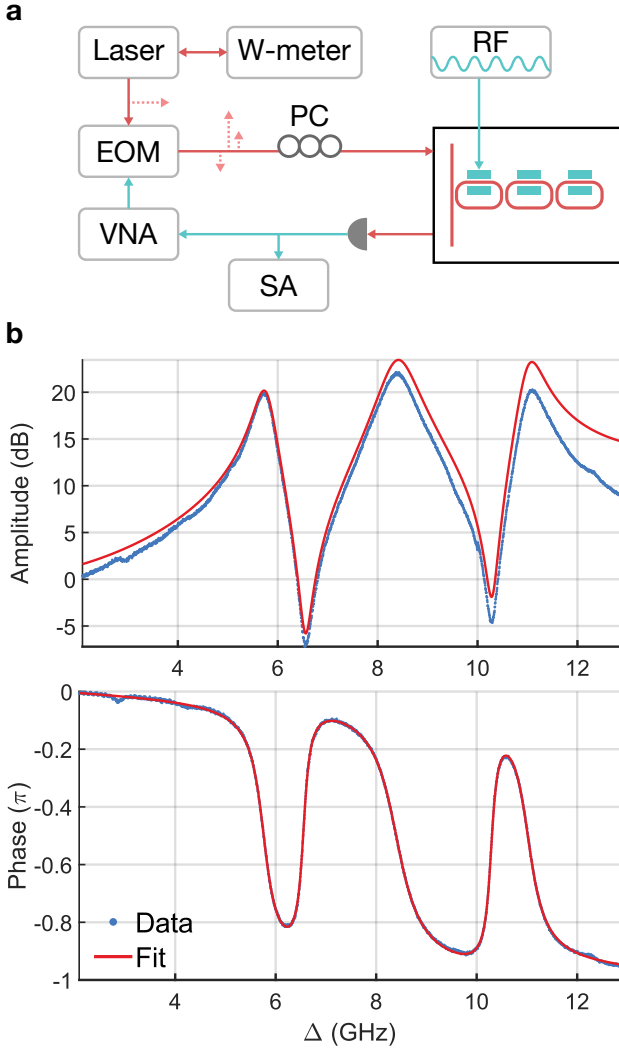 a
Laser
W-meter
RF
PC
EOM
VNA
SA
b
Amplitude (dB)
20
15
10
5
0
-5
4
6
8
10
12
Phase (π)
0
-0.2
-0.4
-0.6
-0.8
-1
Data
Fit
4
6
8
10
12
Δ (GHz)